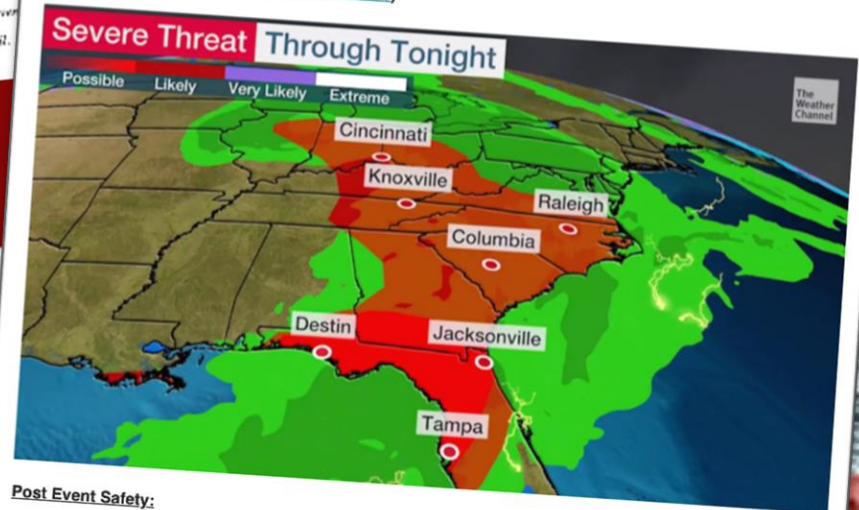 Severe Threat Through Tonight
Possible Likely Very Likely Extreme
The
Weather
Channel
Cincinnati
Knoxville
Raleigh
Columbia
Destin
Jacksonville
Tampa
Post Event Safety: